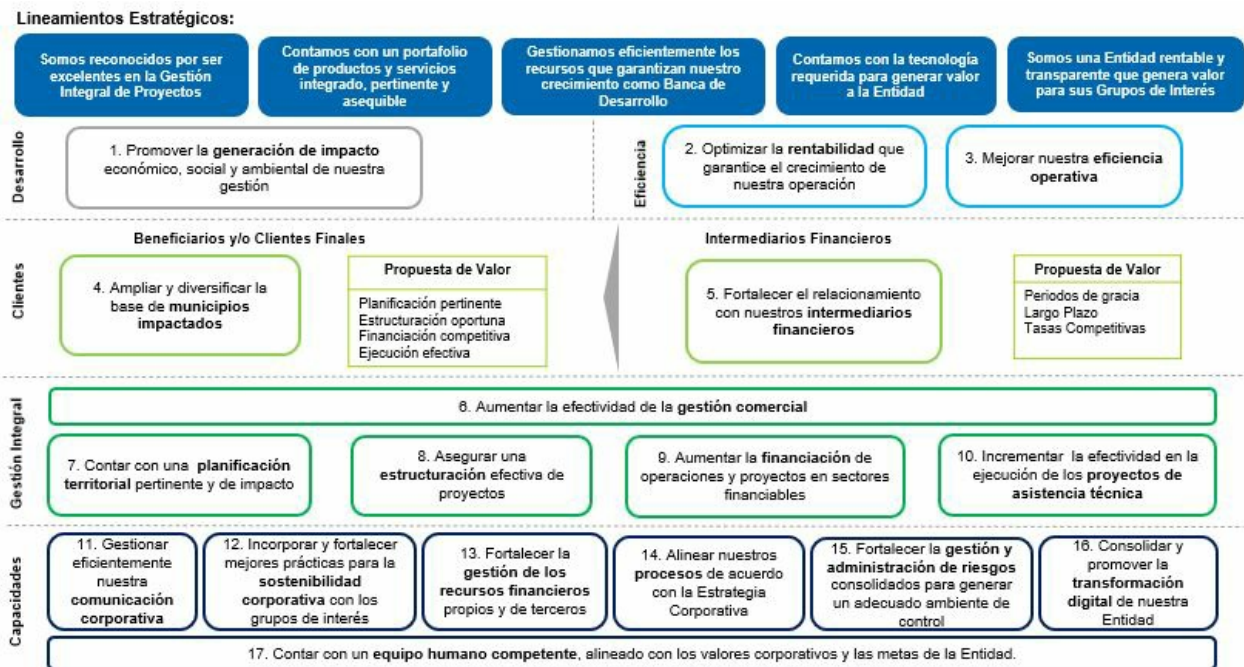 Lineamientos Estratégicos:
Somos reconocidos por ser
excelentes en la Gestión
Integral de Proyectos
Contamos con un portafolio
de productos y servicios
integrado, pertinente y
asequible
Gestionamos eficientemente los
recursos que garantizan nuestro
crecimiento como Banca de
Desarrollo
Contamos con la tecnología
requerida para generar valor
a la Entidad
Somos una Entidad rentable y
transparente que genera valor
para sus Grupos de Interés
Desarrollo
1. Promover la generación de impacto
económico, social y ambiental de nuestra
gestión
Eficiencia
2. Optimizar la rentabilidad que
garantice el crecimiento de
nuestra operación
3. Mejorar nuestra eficiencia
operativa
Clientes
Beneficiarios y/o Clientes Finales
4. Ampliar y diversificar la
base de municipios
impactados
Propuesta de Valor
Planificación pertinente
Estructuración oportuna
Financiación competitiva
Ejecución efectiva
Intermediarios Financieros
5. Fortalecer el relacionamiento
con nuestros intermediarios
financieros
Propuesta de Valor
Periodos de gracia
Largo Plazo
Tasas Competitivas
Gestión Integral
6. Aumentar la efectividad de la gestión comercial
7. Contar con una planificación
territorial pertinente y de impacto
8. Asegurar una
estructuración efectiva de
proyectos
9. Aumentar la financiación de
operaciones y proyectos en sectores
financiables
10. Incrementar la efectividad en la
ejecución de los proyectos de
asistencia técnica
Capacidades
11. Gestionar
eficientemente
nuestra
comunicación
corporativa
12. Incorporar y fortalecer
mejores prácticas para la
sostenibilidad
corporativa con los
grupos de interés
13. Fortalecer la
gestión de los
recursos financieros
propios y de terceros
14. Alinear nuestros
procesos de acuerdo
con la Estrategia
Corporativa
15. Fortalecer la gestión y
administración de riesgos
consolidados para generar
un adecuado ambiente de
control
16. Consolidar y
promover la
transformación
digital de nuestra
Entidad
17. Contar con un equipo humano competente, alineado con los valores corporativos y las metas de la Entidad.